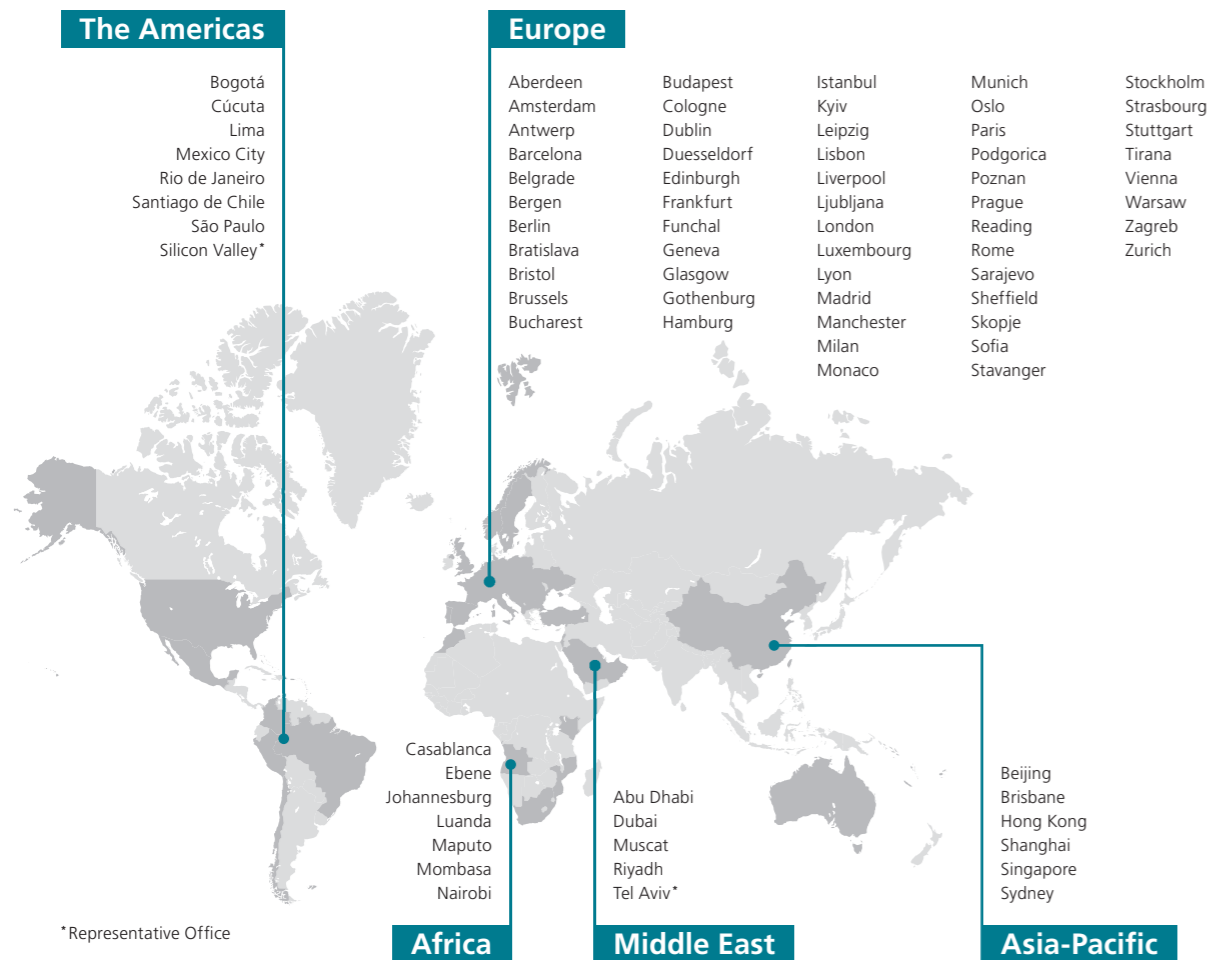 The Americas
Bogotá
Cúcuta
Lima
Mexico City
Rio de Janeiro
Santiago de Chile
São Paulo
Silicon Valley*
Europe
Aberdeen
Amsterdam
Antwerp
Barcelona
Belgrade
Bergen
Berlin
Bratislava
Bristol
Brussels
Bucharest
Budapest
Cologne
Dublin
Duesseldorf
Edinburgh
Frankfurt
Funchal
Geneva
Glasgow
Gothenburg
Hamburg
Istanbul
Kyiv
Leipzig
Lisbon
Liverpool
Ljubljana
London
Luxembourg
Lyon
Madrid
Manchester
Milan
Monaco
Munich
Oslo
Paris
Podgorica
Poznan
Prague
Reading
Rome
Sarajevo
Sheffield
Skopje
Sofia
Stavanger
Stockholm
Strasbourg
Stuttgart
Tirana
Vienna
Warsaw
Zagreb
Zurich
Casablanca
Ebene
Johannesburg
Luanda
Maputo
Mombasa
Nairobi
Africa
Abu Dhabi
Dubai
Muscat
Riyadh
Tel Aviv*
Middle East
Beijing
Brisbane
Hong Kong
Shanghai
Singapore
Sydney
Asia-Pacific
*Representative Office